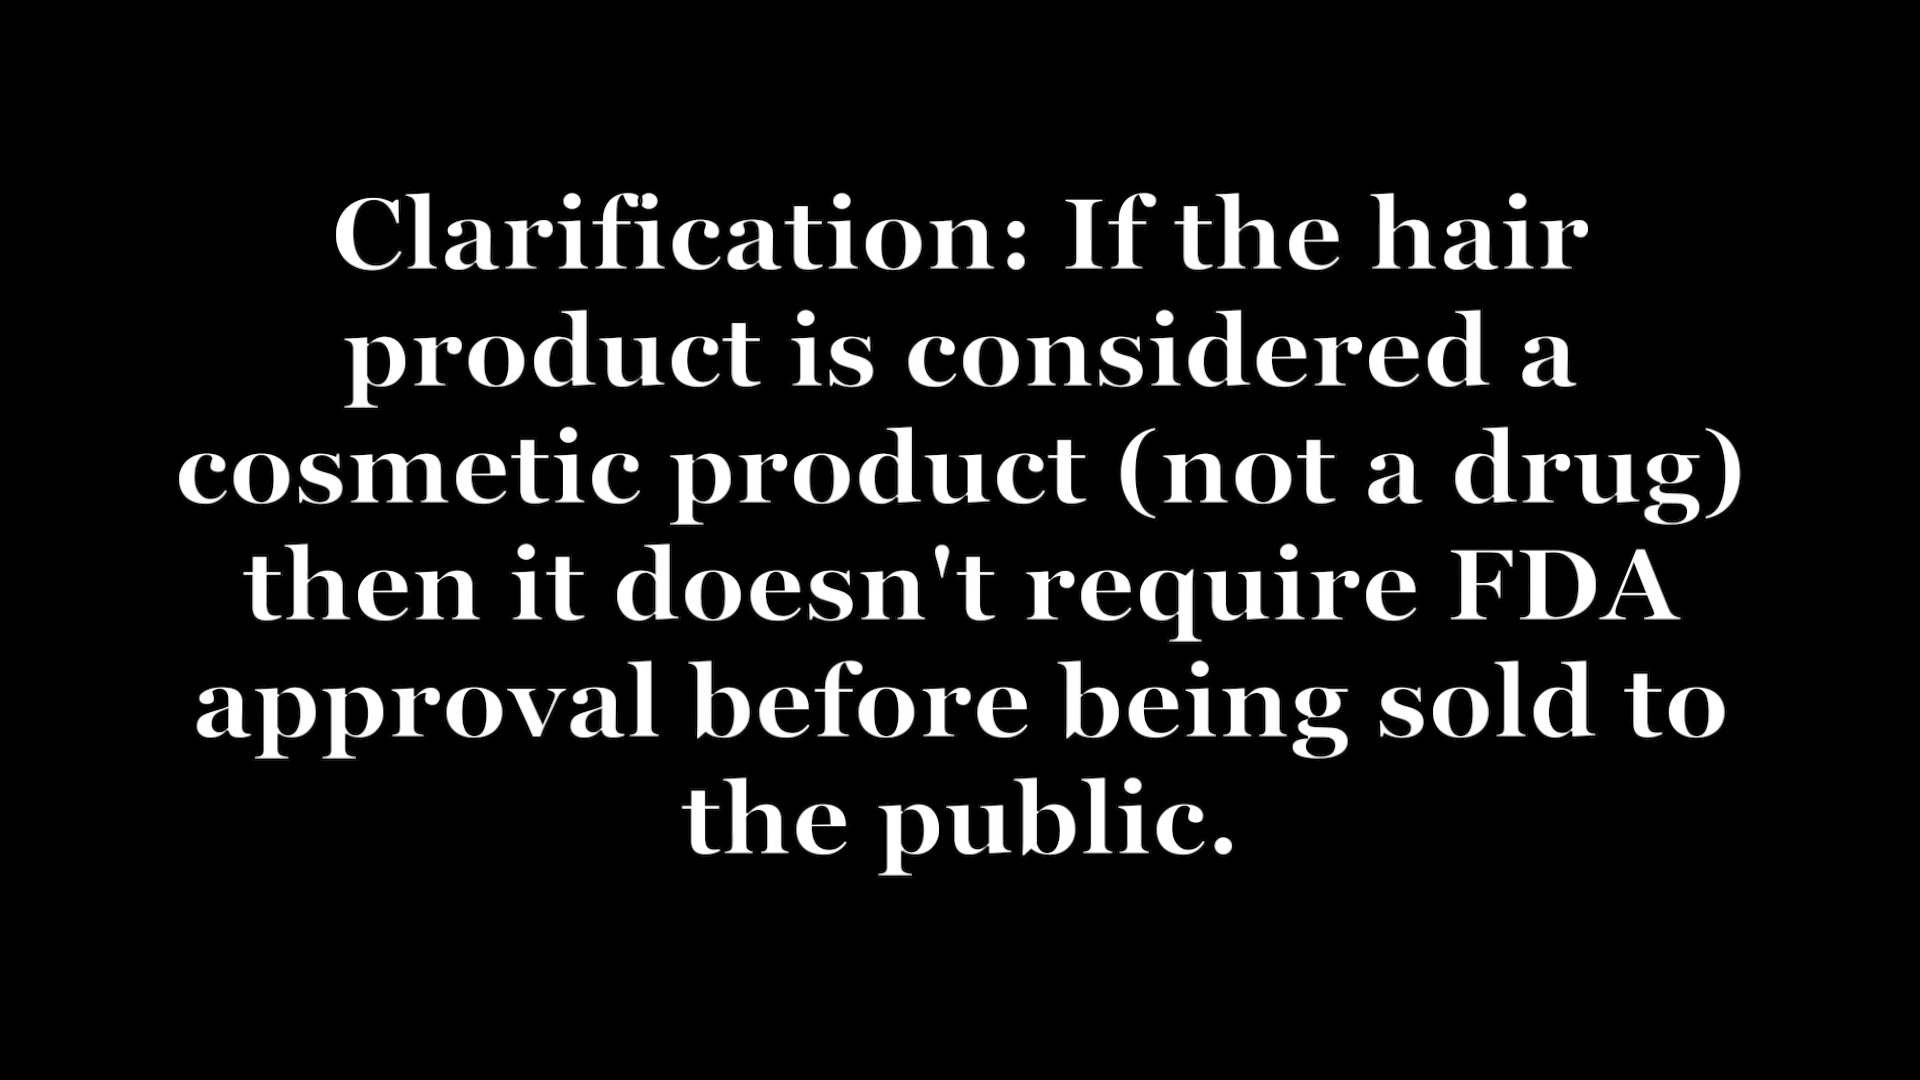 Clarification: If the hair
product is considered a
cosmetic product (not a drug)
then it doesn't require FDA
approval before being sold to
the public.